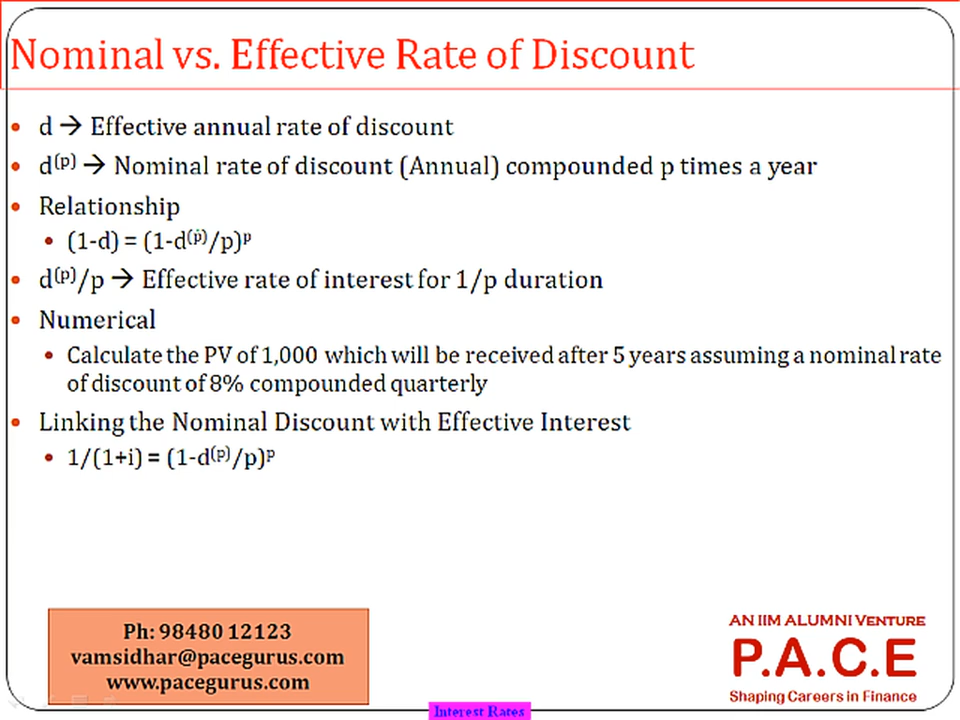 Nominal vs. Effective Rate of Discount
• d → Effective annual rate of discount
• d(p) → Nominal rate of discount (Annual) compounded p times a year
• Relationship
• (1-d) = (1-d(p)/p)p
• d(p)/p → Effective rate of interest for 1/p duration
• Numerical
• Calculate the PV of 1,000 which will be received after 5 years assuming a nominal rate
of discount of 8% compounded quarterly
• Linking the Nominal Discount with Effective Interest
• 1/(1+i) = (1-d(p)/p)p
Ph: 98480 12123
vamsidhar@pacegurus.com
www.pacegurus.com
AN IIM ALUMNI VENTURE
P.A.C.E
Shaping Careers in Finance
Interest Rates